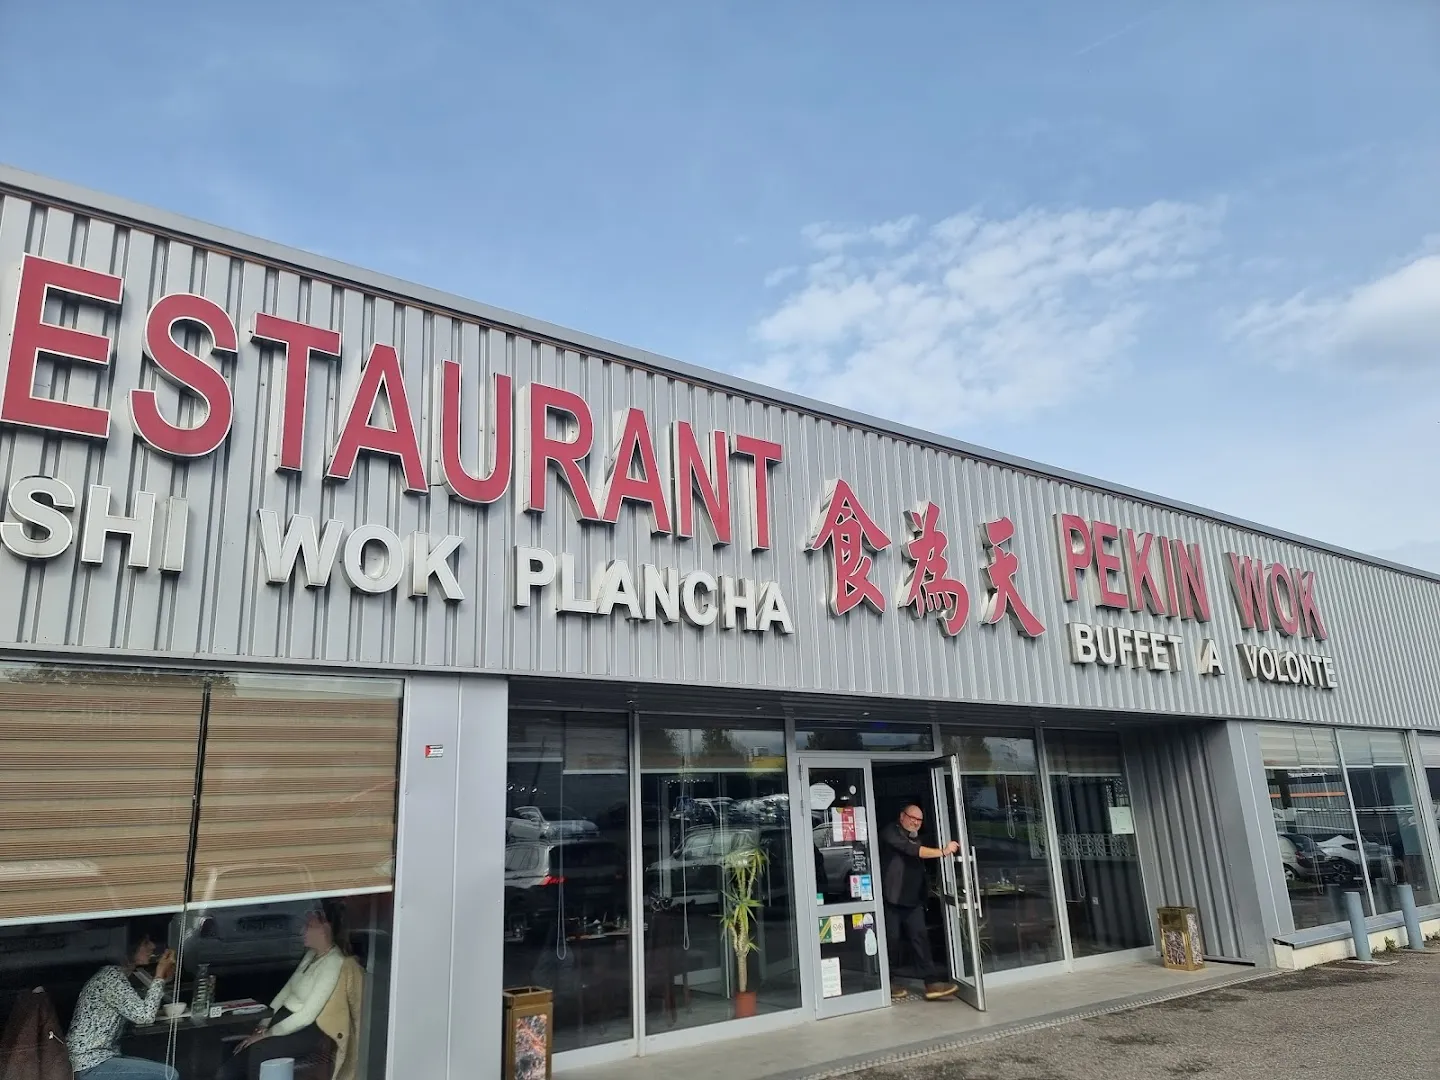 ESTAURANT 食為天 PEKIN WOK
SHI WOK PLANCHA
BUFFET A VOLONTE